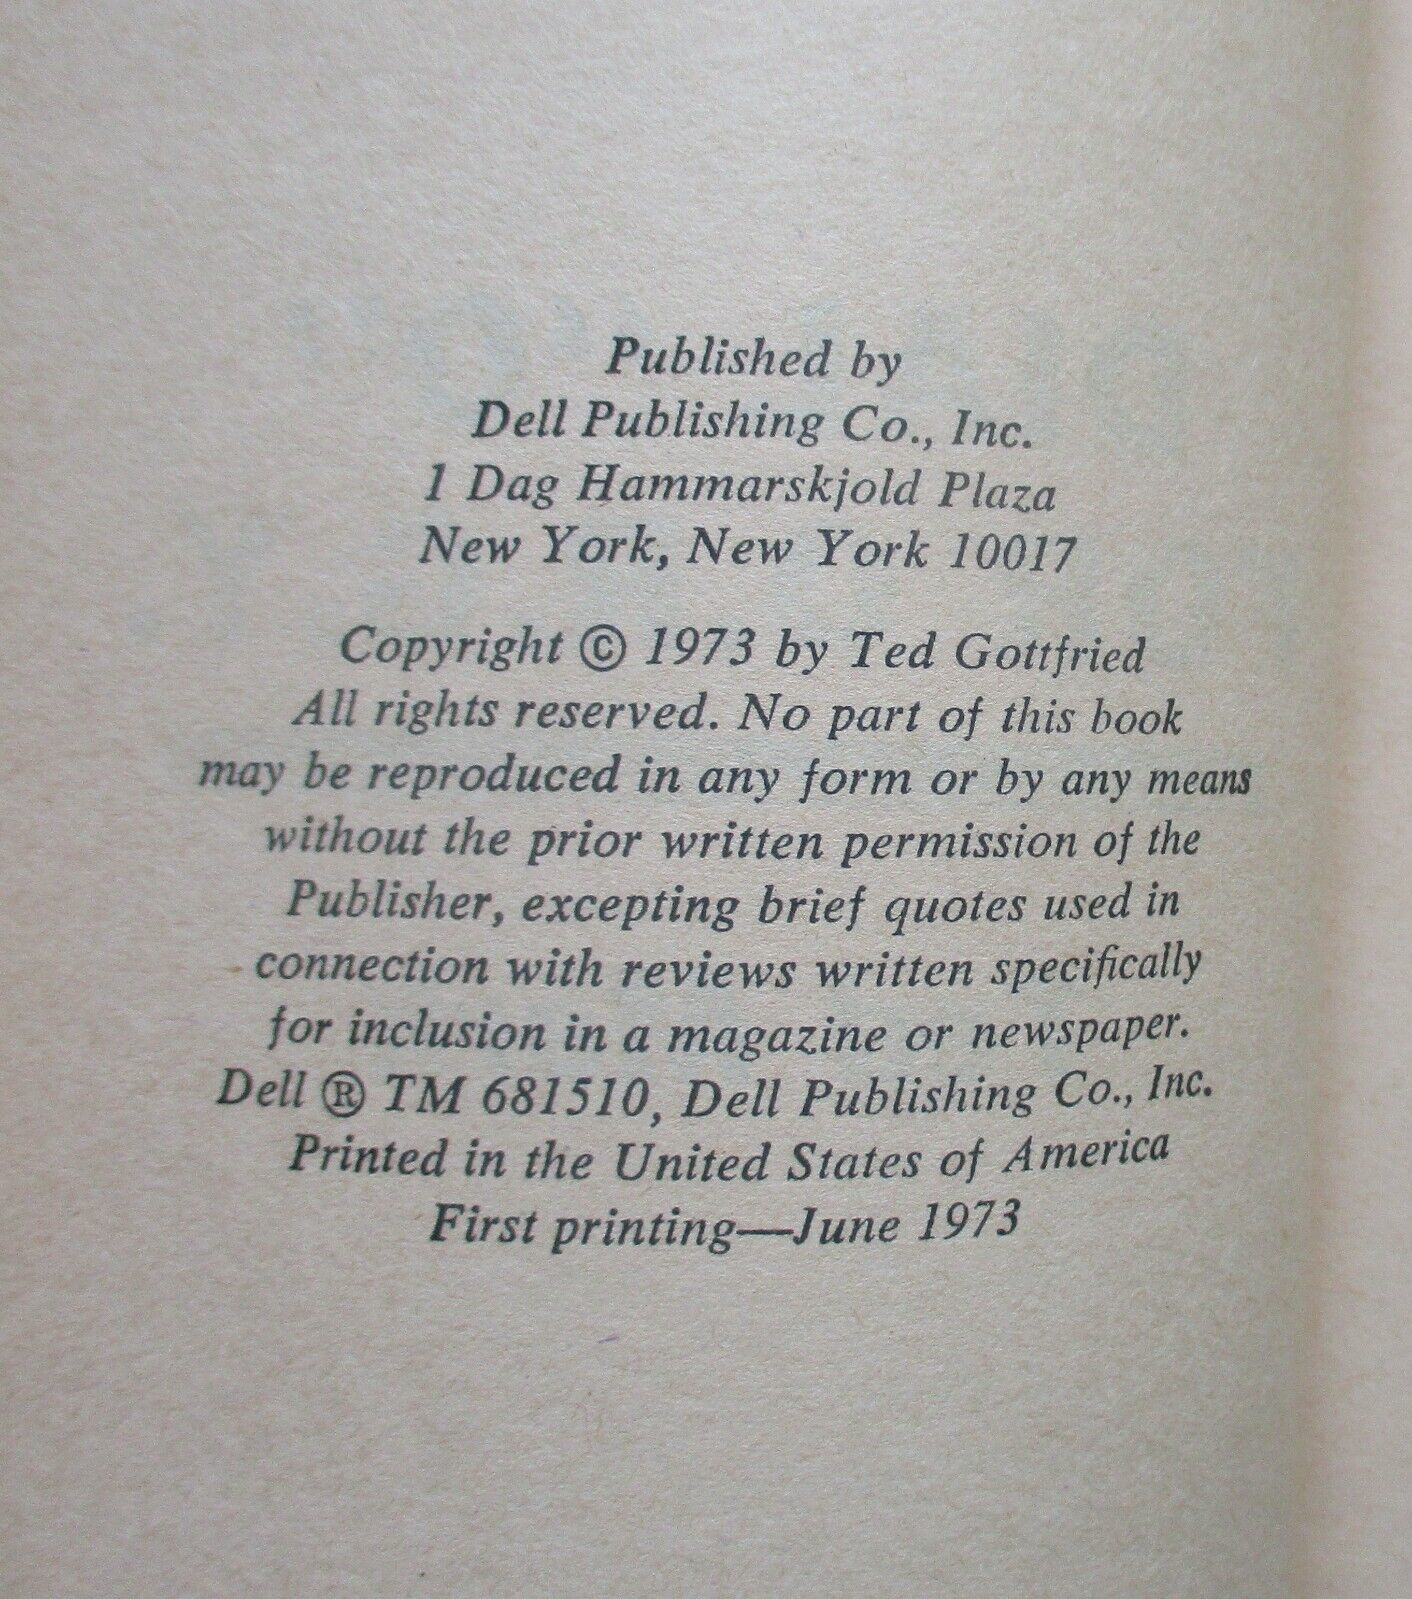 Published by
Dell Publishing Co., Inc.
1 Dag Hammarskjold Plaza
New York, New York 10017
Copyright © 1973 by Ted Gottfried
All rights reserved. No part of this book
may be reproduced in any form or by any means
without the prior written permission of the
Publisher, excepting brief quotes used in
connection with reviews written specifically
for inclusion in a magazine or newspaper.
Dell ® TM 681510, Dell Publishing Co., Inc.
Printed in the United States of America
First printing—June 1973